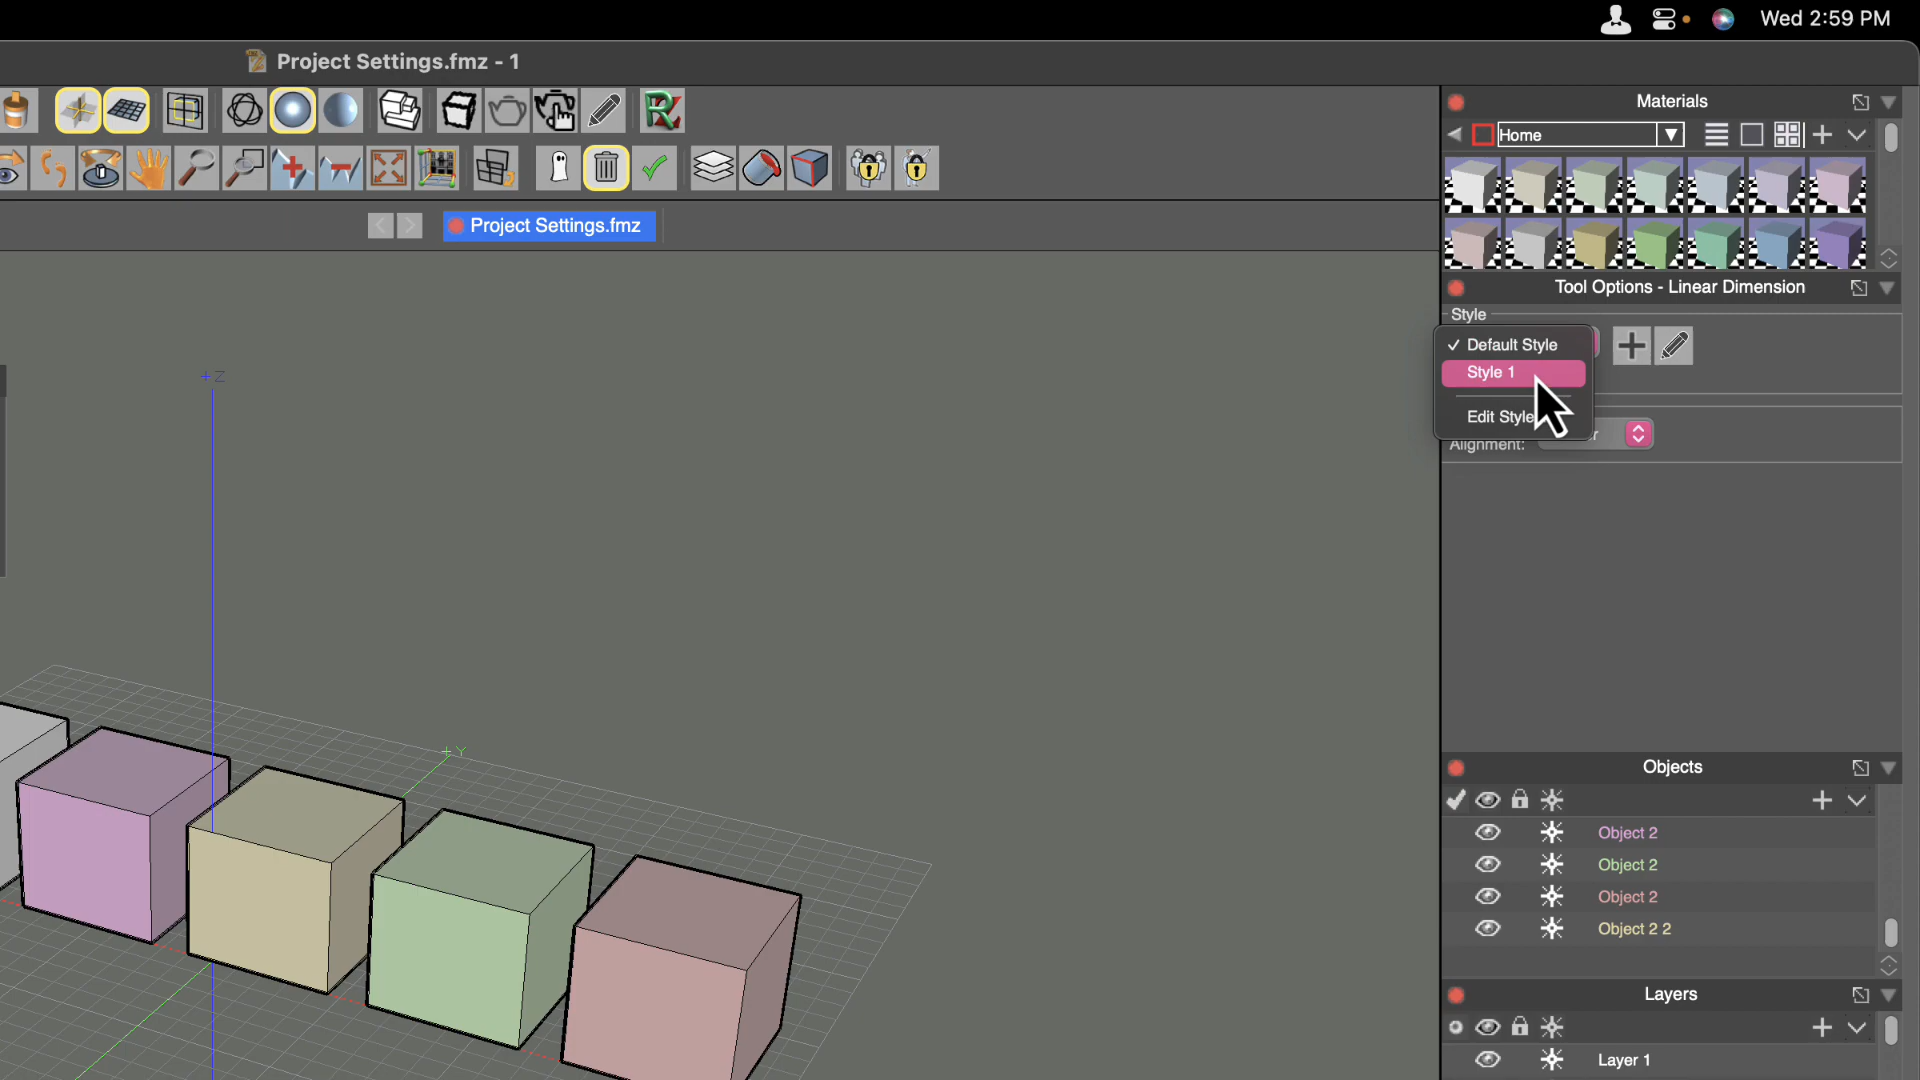 Wed 2:59 PM
Project Settings.fmz - 1
Materials
Home
Project Settings.fmz
Tool Options - Linear Dimension
Style
Default Style
Style 1
Edit Style
Alignment:
+Z
+Y
Objects
Object 2
Object 2
Object 2
Object 2 2
Layers
Layer 1